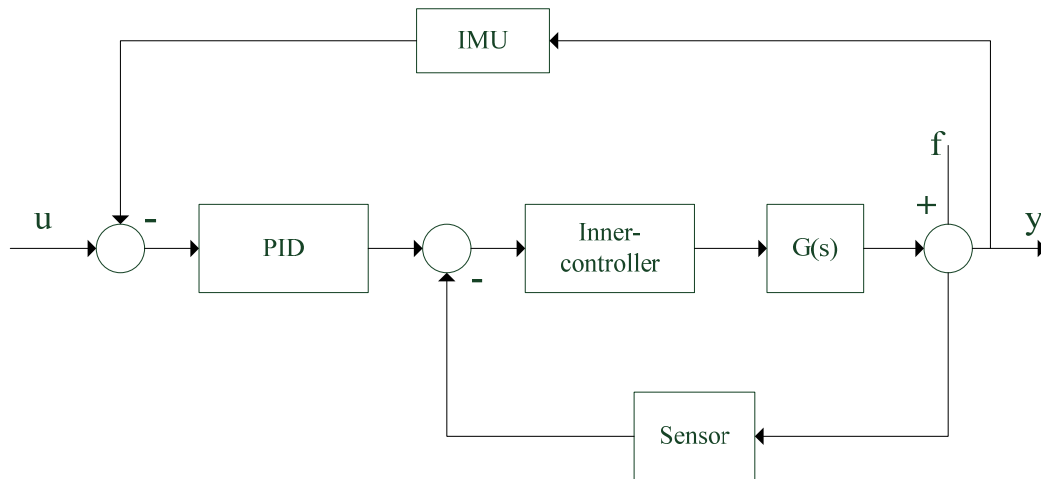 IMU
f
+
u
-
y
PID
Inner-
controller
G(s)
-
Sensor